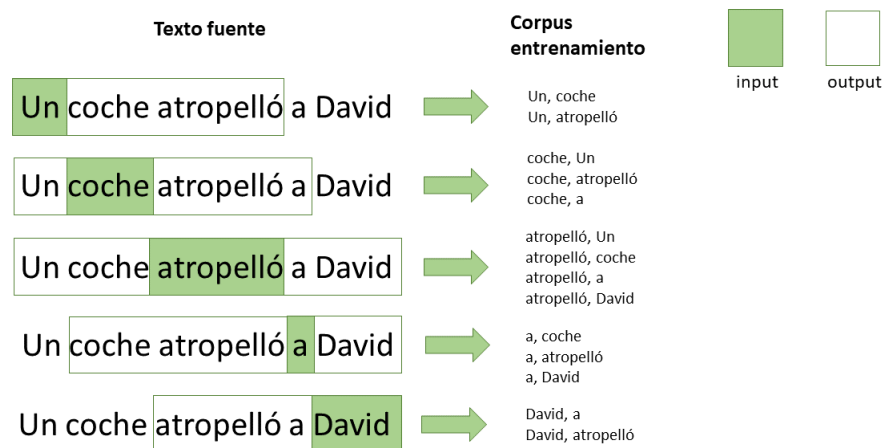 Texto fuente
Corpus
entrenamiento
input
output
Un coche atropelló a David
Un, coche
Un, atropelló
Un coche atropelló a David
coche, Un
coche, atropelló
coche, a
Un coche atropelló a David
atropelló, Un
atropelló, coche
atropelló, a
atropelló, David
Un coche atropelló a David
a, coche
a, atropelló
a, David
Un coche atropelló a David
David, a
David, atropelló